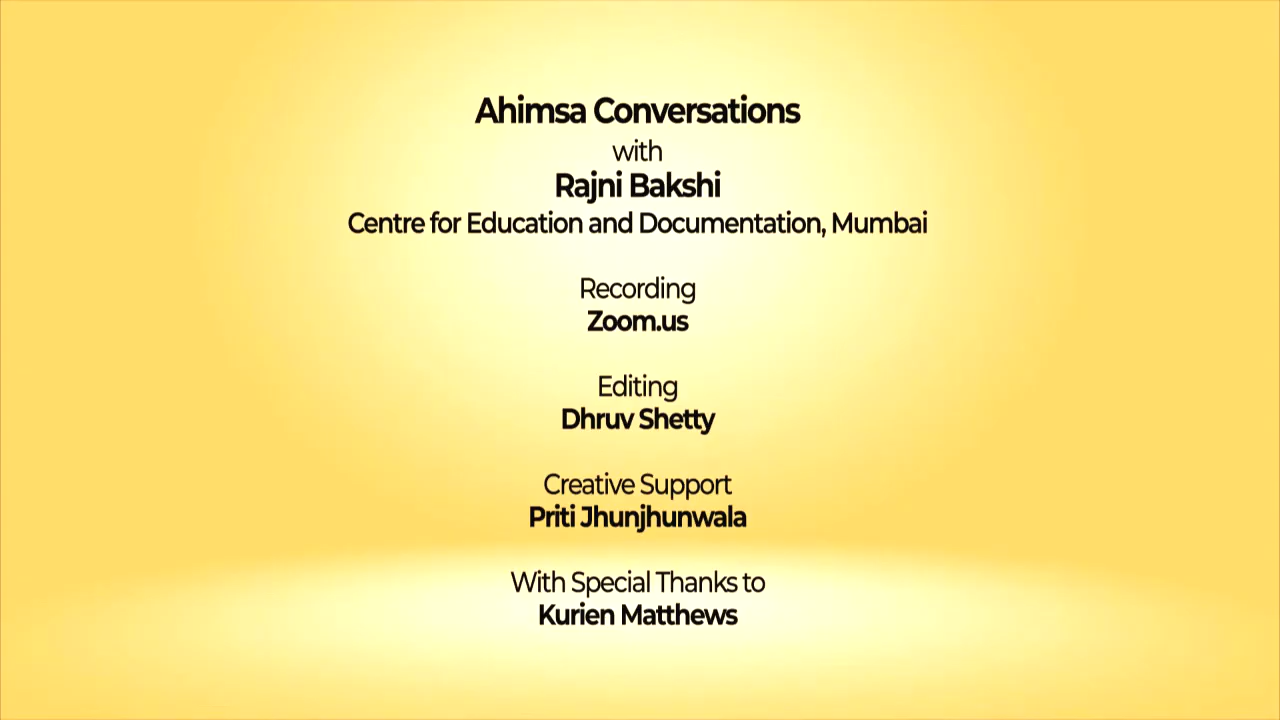 Ahimsa Conversations
with
Rajni Bakshi
Centre for Education and Documentation, Mumbai
Recording
Zoom.us
Editing
Dhruv Shetty
Creative Support
Priti Jhunjhunwala
With Special Thanks to
Kurien Matthews